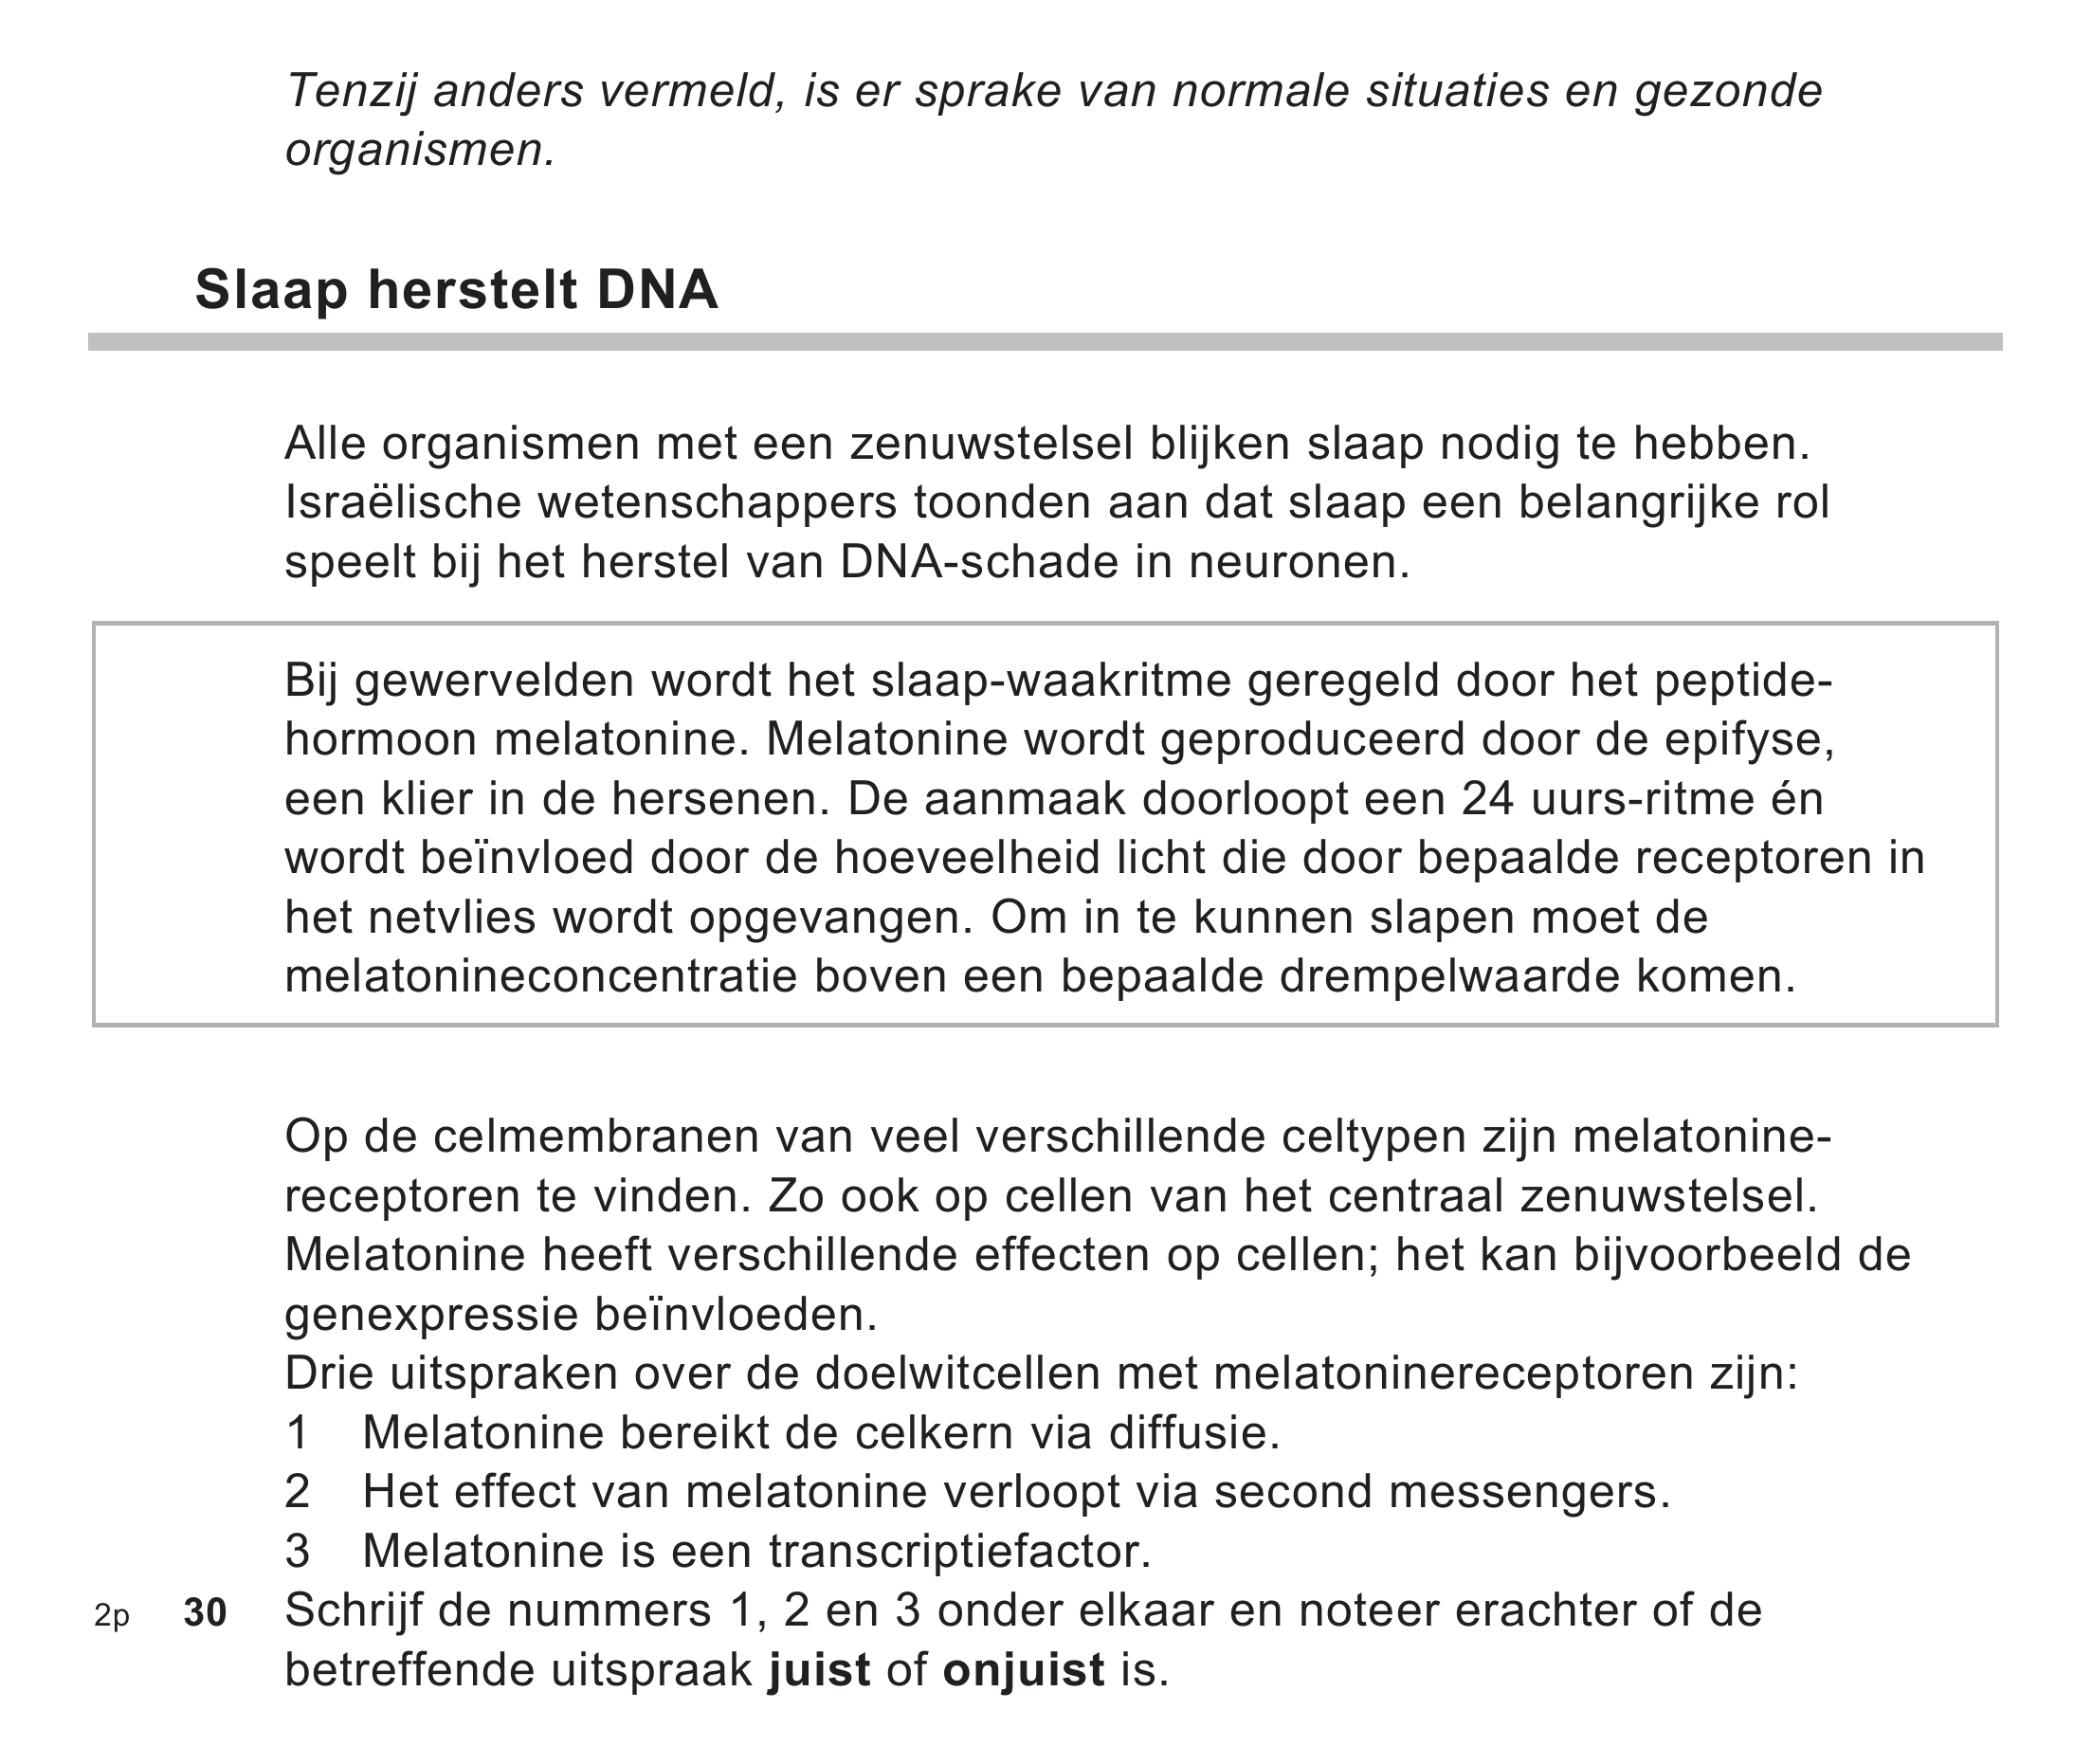 Tenzij anders vermeld, is er sprake van normale situaties en gezonde
organismen.
Slaap herstelt DNA
Alle organismen met een zenuwstelsel blijken slaap nodig te hebben.
Israëlische wetenschappers toonden aan dat slaap een belangrijke rol
speelt bij het herstel van DNA-schade in neuronen.
Bij gewervelden wordt het slaap-waakritme geregeld door het peptide-
hormoon melatonine. Melatonine wordt geproduceerd door de epifyse,
een klier in de hersenen. De aanmaak doorloopt een 24 uurs-ritme én
wordt beïnvloed door de hoeveelheid licht die door bepaalde receptoren in
het netvlies wordt opgevangen. Om in te kunnen slapen moet de
melatonineconcentratie boven een bepaalde drempelwaarde komen.
Op de celmembranen van veel verschillende celtypen zijn melatonine-
receptoren te vinden. Zo ook op cellen van het centraal zenuwstelsel.
Melatonine heeft verschillende effecten op cellen; het kan bijvoorbeeld de
genexpressie beïnvloeden.
Drie uitspraken over de doelwitcellen met melatoninereceptoren zijn:
1 Melatonine bereikt de celkern via diffusie.
2 Het effect van melatonine verloopt via second messengers.
3 Melatonine is een transcriptiefactor.
2p 30 Schrijf de nummers 1, 2 en 3 onder elkaar en noteer erachter of de
betreffende uitspraak juist of onjuist is.